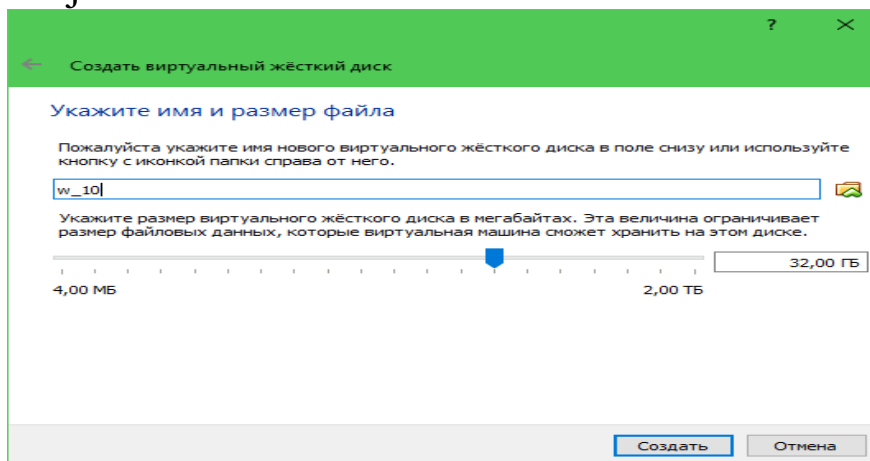 ?
Создать виртуальный жёсткий диск
Укажите имя и размер файла
Пожалуйста укажите имя нового виртуального жёсткого диска в поле снизу или используйте
кнопку с иконкой папки справа от него.
w_10
Укажите размер виртуального жёсткого диска в мегабайтах. Эта величина ограничивает
размер файловых данных, которые виртуальная машина сможет хранить на этом диске.
32,00 ГБ
4,00 МБ 2,00 ТБ
Создать Отмена